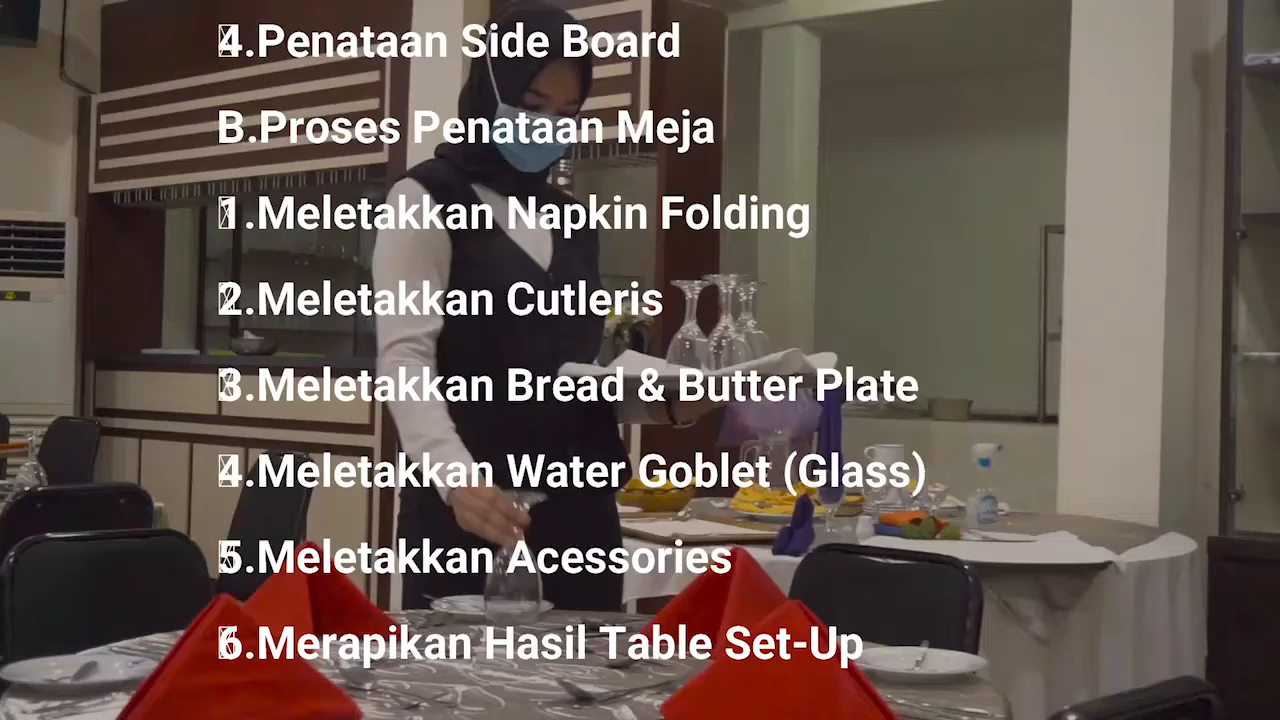 4.Penataan Side Board
B.Proses Penataan Meja
1.Meletakkan Napkin Folding
2.Meletakkan Cutleris
3.Meletakkan Bread & Butter Plate
4.Meletakkan Water Goblet (Glass)
5.Meletakkan Acessories
6.Merapikan Hasil Table Set-Up